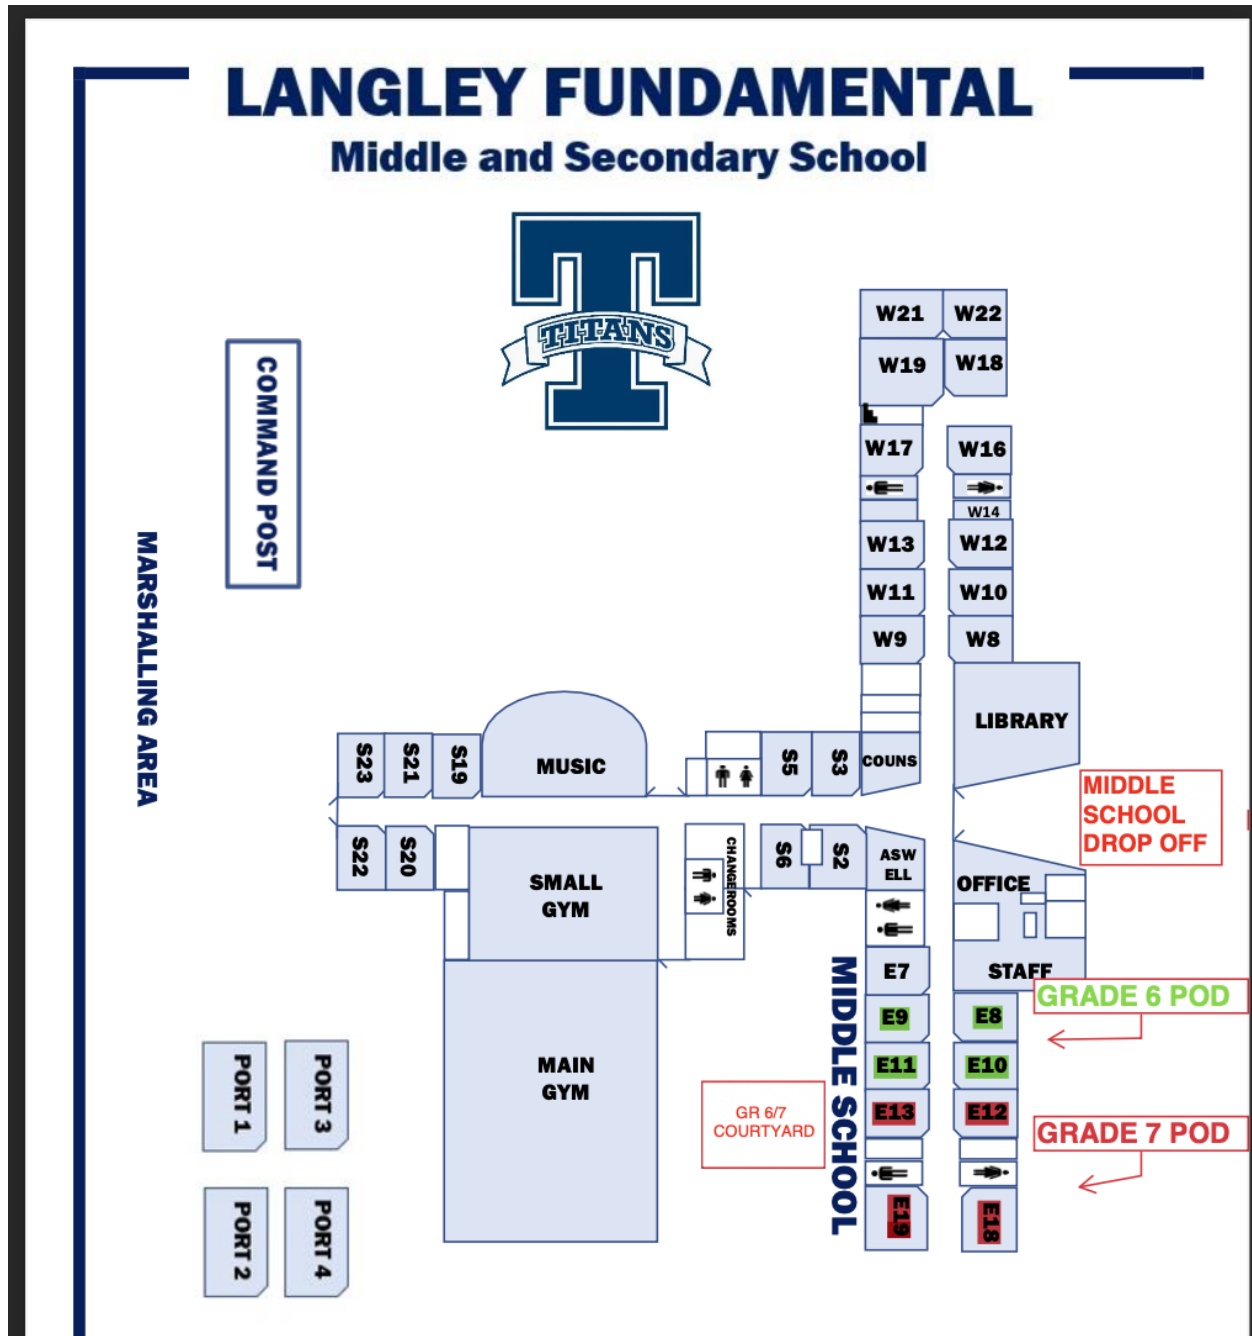 LANGLEY FUNDAMENTAL
Middle and Secondary School
TITANS
COMMAND POST
MARSHALLING AREA
W21
W22
W19
W18
W17
W16
W14
W13
W12
W11
W10
W9
W8
LIBRARY
S23
S21
S19
MUSIC
S5
S3
COUNS
MIDDLE
SCHOOL
DROP OFF
S22
S20
SMALL
GYM
CHANGEROOMS
S6
S2
ASW
ELL
OFFICE
STAFF
E7
GRADE 6 POD
E9
E8
E11
E10
E13
E12
MIDDLE SCHOOL
GR 6/7
COURTYARD
GRADE 7 POD
E19
E18
MAIN
GYM
PORT 1
PORT 3
PORT 2
PORT 4